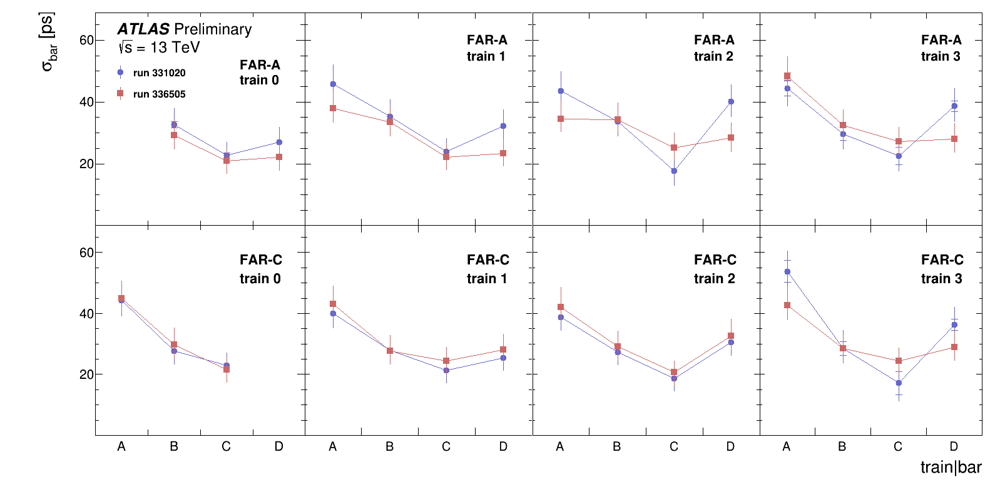 σbar [ps]
ATLAS Preliminary
√s = 13 TeV
run 331020
run 336505
FAR-A
train 0
FAR-A
train 1
FAR-A
train 2
FAR-A
train 3
60
40
20
FAR-C
train 0
FAR-C
train 1
FAR-C
train 2
FAR-C
train 3
60
40
20
A B C D A B C D A B C D A B C D
train|bar